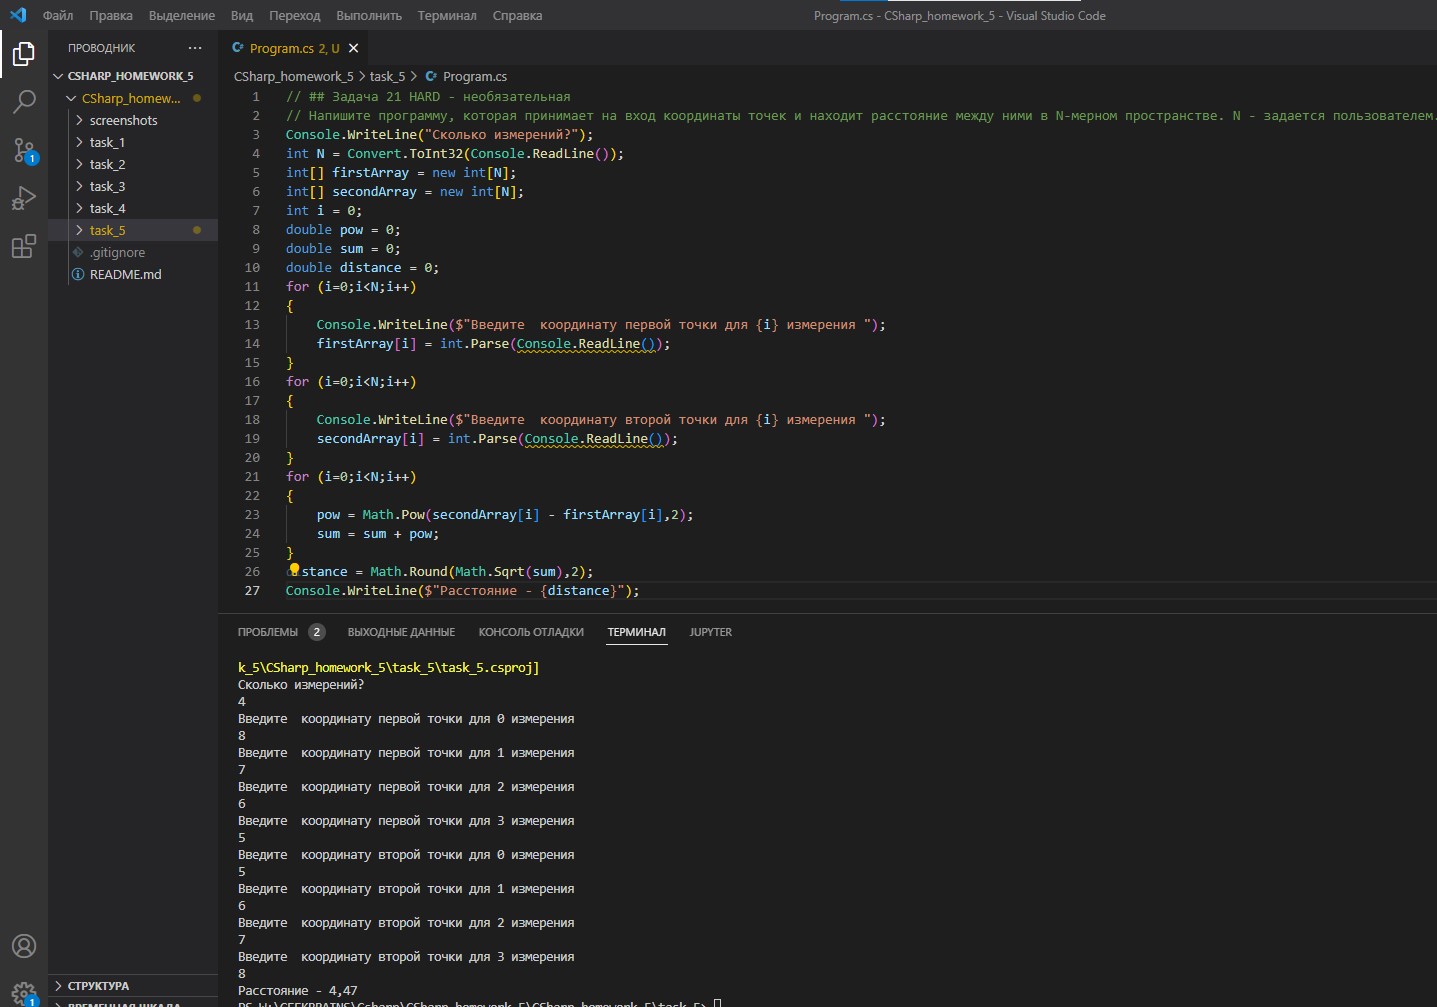 Файл Правка Выделение Вид Переход Выполнить Терминал Справка Program.cs - CSharp_homework_5 - Visual Studio Code
ПРОВОДНИК ···
CSHARP_HOMEWORK_5
CSharp_homew...
screenshots
task_1
task_2
task_3
task_4
task_5
.gitignore
README.md
СТРУКТУРА
ВРЕМЕННАЯ ШКАЛА
1
1
Program.cs 2, U
CSharp_homework_5 > task_5 > Program.cs
1 // ## Задача 21 HARD - необязательная
2 // Напишите программу, которая принимает на вход координаты точек и находит расстояние между ними в N-мерном пространстве. N - задается пользователем.
3 Console.WriteLine("Сколько измерений?");
4 int N = Convert.ToInt32(Console.ReadLine());
5 int[] firstArray = new int[N];
6 int[] secondArray = new int[N];
7 int i = 0;
8 double pow = 0;
9 double sum = 0;
10 double distance = 0;
11 for (i=0;i<N;i++)
12 {
13 Console.WriteLine($"Введите  координату первой точки для {i} измерения ");
14 firstArray[i] = int.Parse(Console.ReadLine());
15 }
16 for (i=0;i<N;i++)
17 {
18 Console.WriteLine($"Введите  координату второй точки для {i} измерения ");
19 secondArray[i] = int.Parse(Console.ReadLine());
20 }
21 for (i=0;i<N;i++)
22 {
23 pow = Math.Pow(secondArray[i] - firstArray[i],2);
24 sum = sum + pow;
25 }
26 distance = Math.Round(Math.Sqrt(sum),2);
27 Console.WriteLine($"Расстояние - {distance}");
ПРОБЛЕМЫ 2 ВЫХОДНЫЕ ДАННЫЕ КОНСОЛЬ ОТЛАДКИ ТЕРМИНАЛ JUPYTER
k_5\CSharp_homework_5\task_5\task_5.csproj]
Сколько измерений?
4
Введите  координату первой точки для 0 измерения
8
Введите  координату первой точки для 1 измерения
7
Введите  координату первой точки для 2 измерения
6
Введите  координату первой точки для 3 измерения
5
Введите  координату второй точки для 0 измерения
5
Введите  координату второй точки для 1 измерения
6
Введите  координату второй точки для 2 измерения
7
Введите  координату второй точки для 3 измерения
8
Расстояние - 4,47
PS W:\GEEKBRAINS\Csharp\CSharp_homework_5\CSharp_homework_5\task_5>